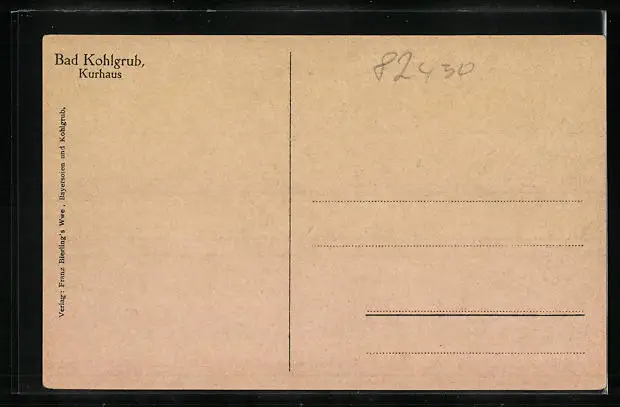 Bad Kohlgrub,
Kurhaus
82430
Verlag: Franz Bierling's Wwe, Bayersoien und Kohlgrub.